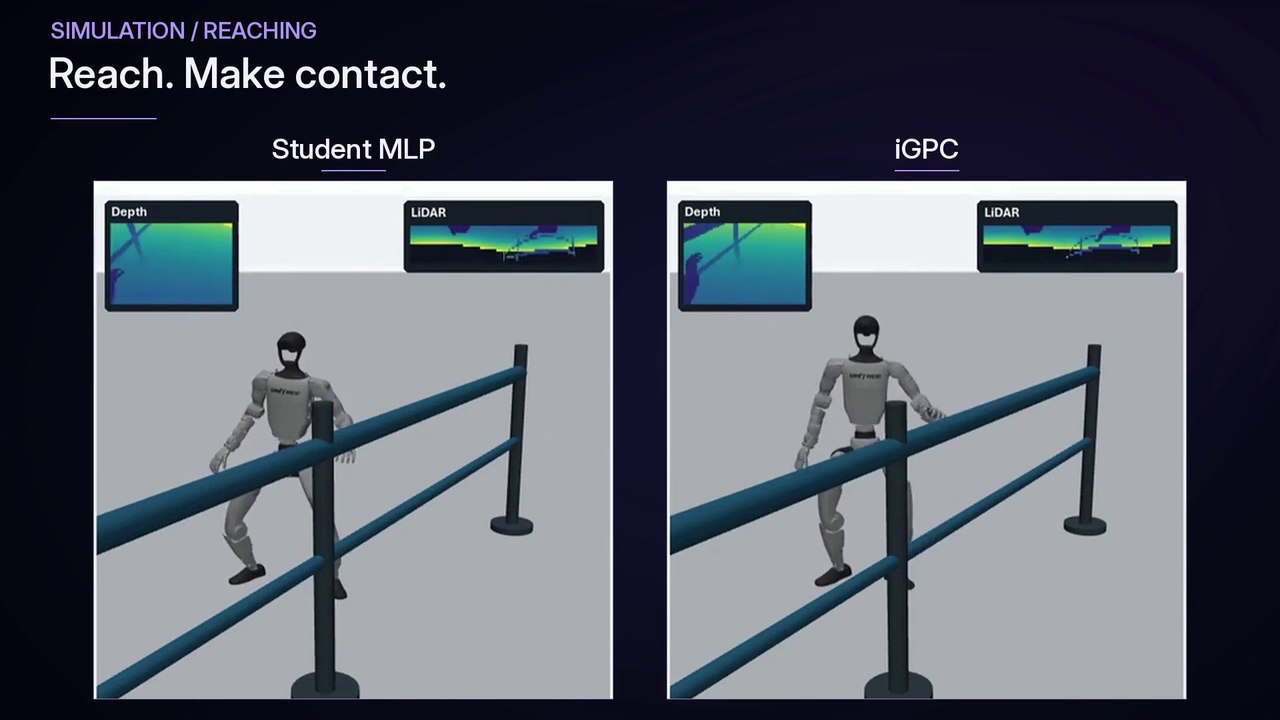 SIMULATION / REACHING
Reach. Make contact.
Student MLP
iGPC
Depth
LiDAR
Depth
LiDAR